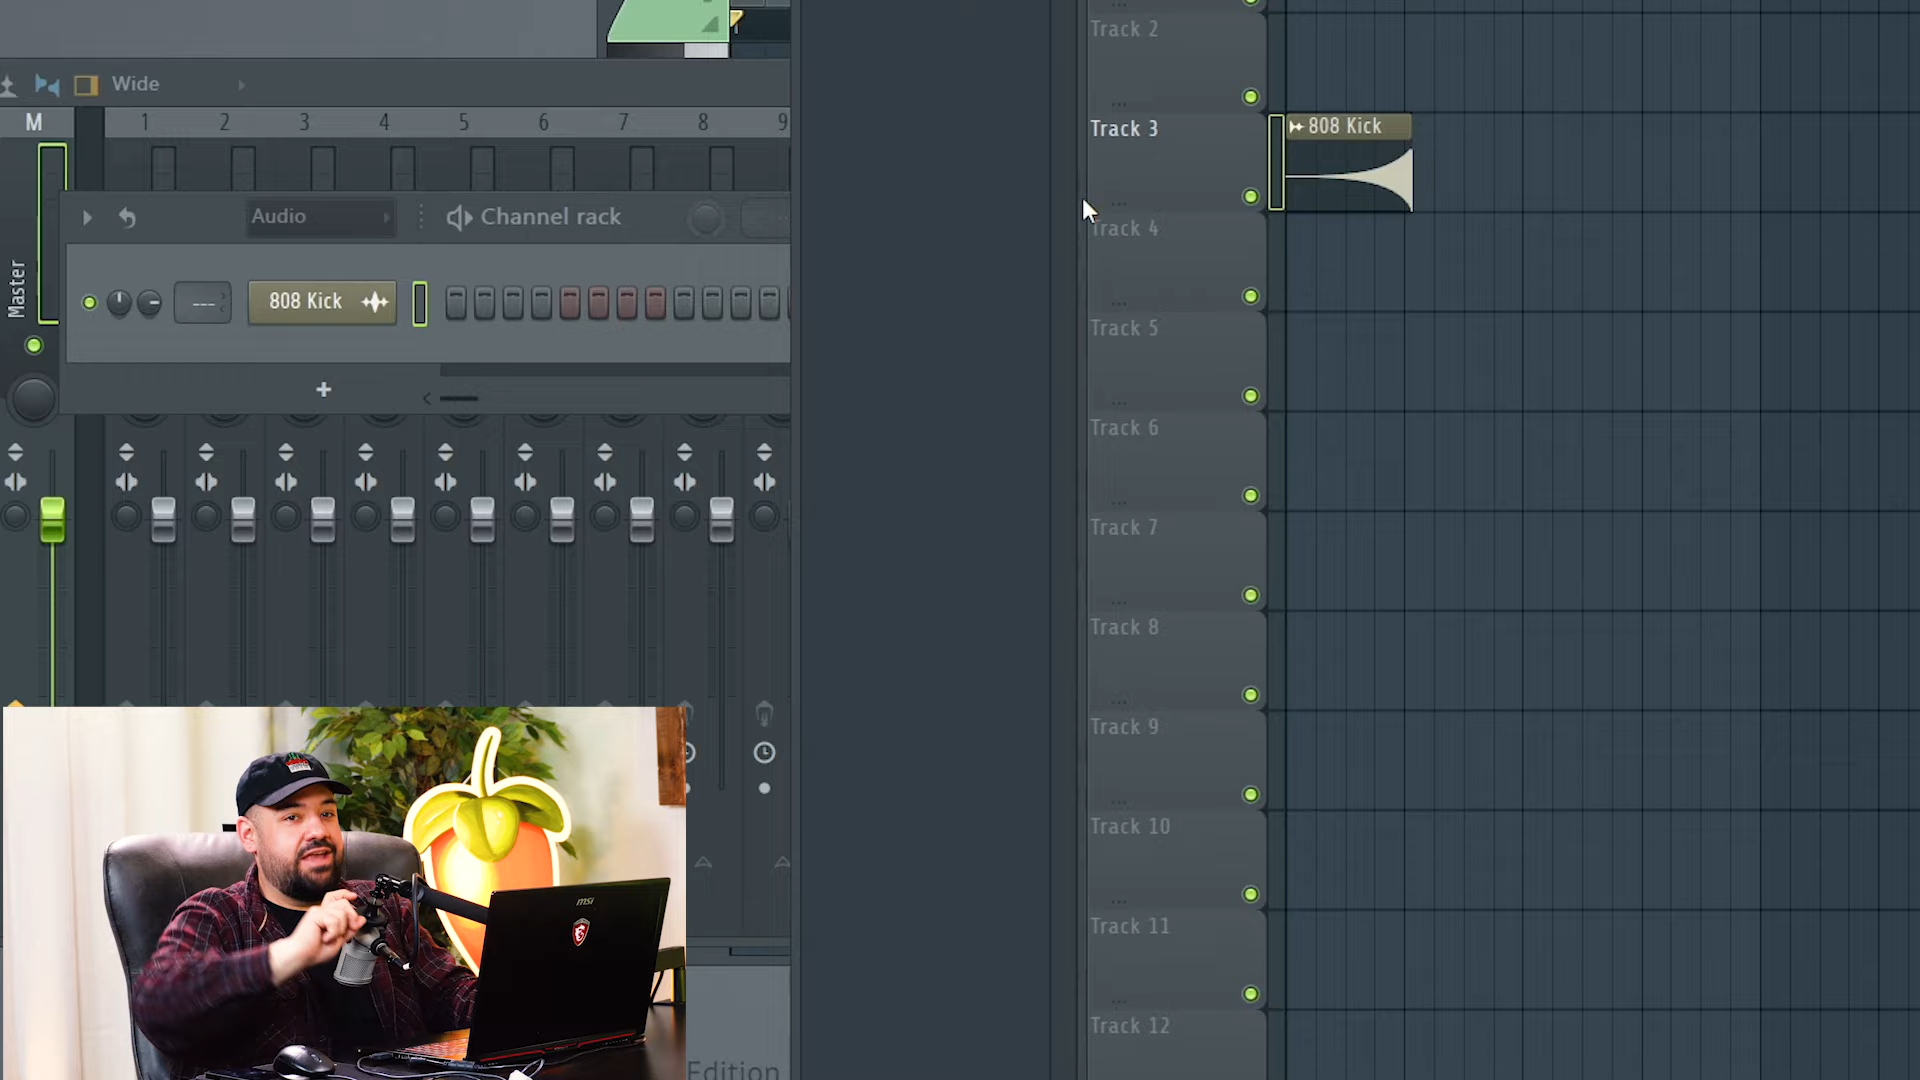 Wide
M
1 2 3 4 5 6 7 8 9
Master
Audio
Channel rack
---
808 Kick
Track 2
Track 3
808 Kick
Track 4
Track 5
Track 6
Track 7
Track 8
Track 9
Track 10
Track 11
Track 12
msi
Edition